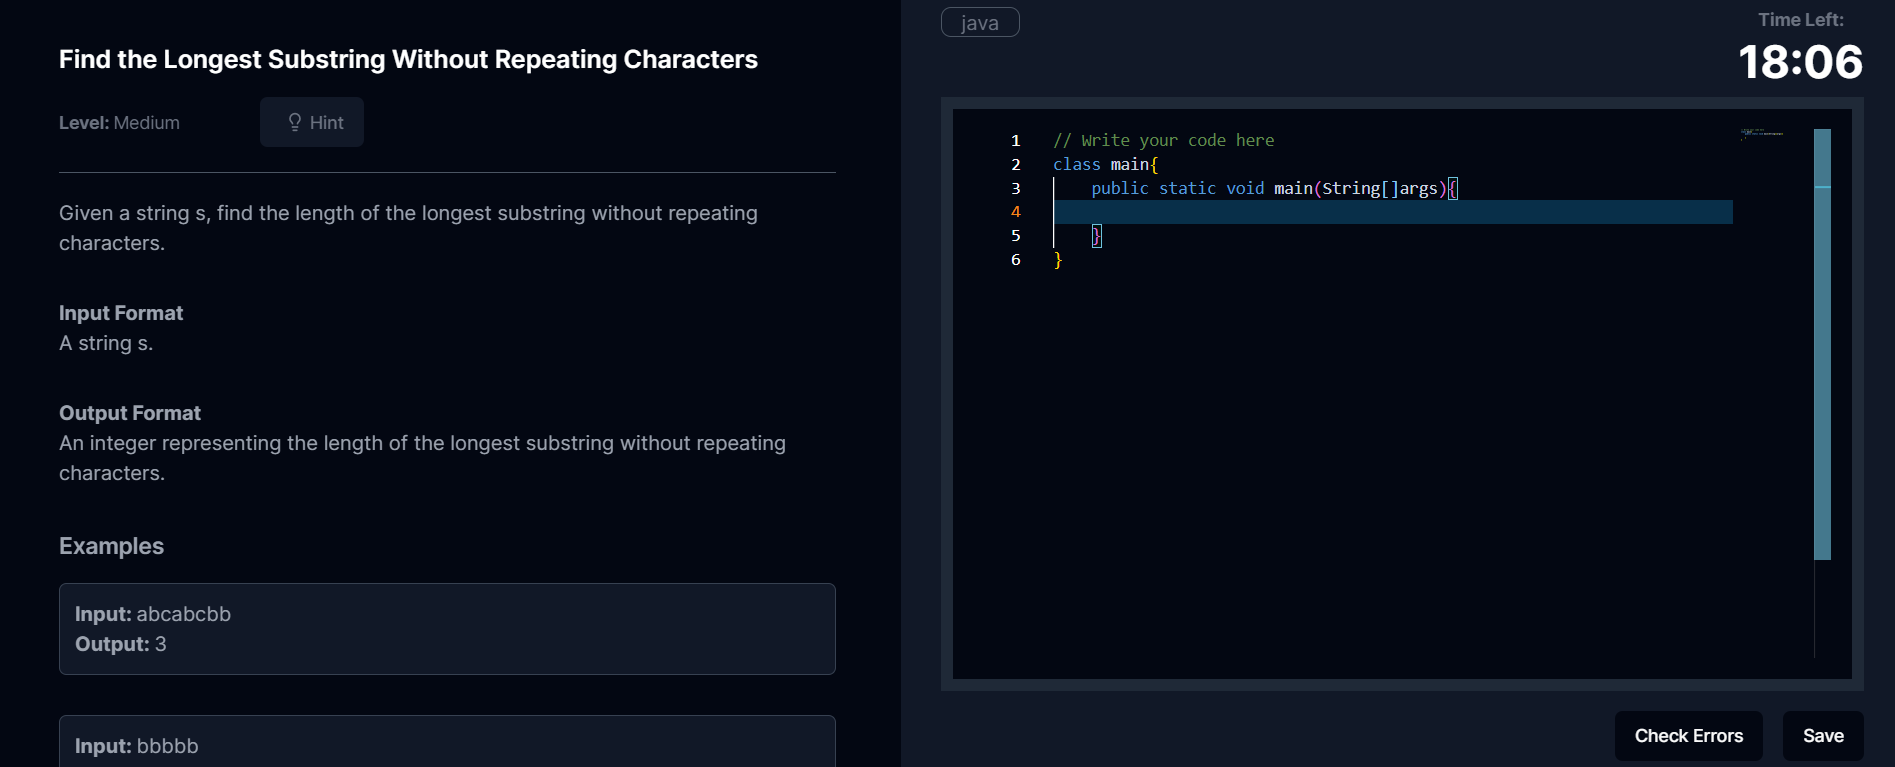 Find the Longest Substring Without Repeating Characters
Level: Medium
Hint
Given a string s, find the length of the longest substring without repeating
characters.
Input Format
A string s.
Output Format
An integer representing the length of the longest substring without repeating
characters.
Examples
Input: abcabcbb
Output: 3
Input: bbbbb
java
Time Left:
18:06
1 // Write your code here
2 class main{
3     public static void main(String[]args){
4
5     }
6 }
Check Errors
Save